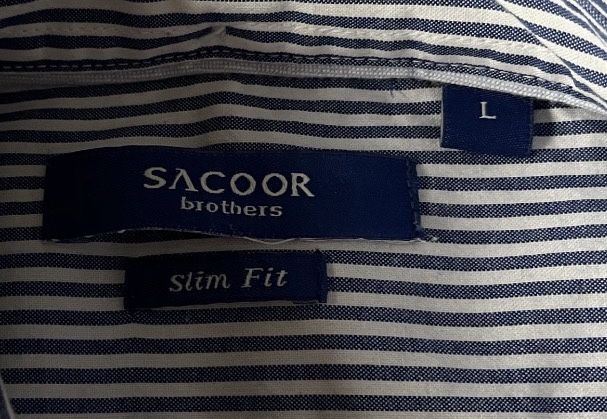 L
SACOOR
brothers
Slim Fit